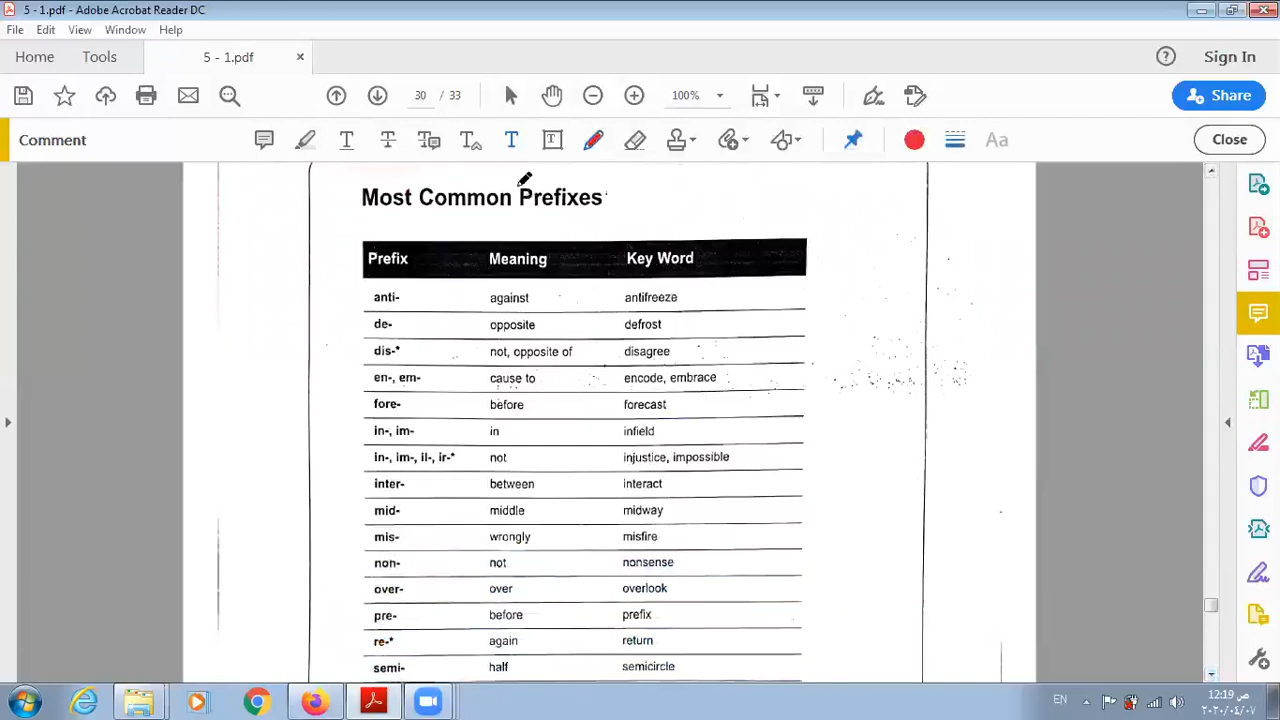 5 - 1.pdf - Adobe Acrobat Reader DC
File Edit View Window Help
Home Tools 5 - 1.pdf × ? Sign In
30 / 33 100% Share
Comment T T T T T Aa Close
Most Common Prefixes
Prefix Meaning Key Word
anti- against antifreeze
de- opposite defrost
dis-* not, opposite of disagree
en-, em- cause to encode, embrace
fore- before forecast
in-, im- in infield
in-, im-, il-, ir-* not injustice, impossible
inter- between interact
mid- middle midway
mis- wrongly misfire
non- not nonsense
over- over overlook
pre- before prefix
re-* again return
semi- half semicircle
EN 12:19 ص
٢٠٢٠/٠٤/٠٧